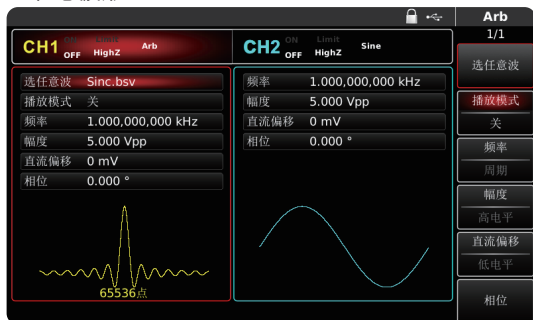 Arb
1/1
CH1 ON OFF Limit HighZ Arb
CH2 ON OFF Limit HighZ Sine
选任意波 Sinc.bsv
播放模式 关
频率 1.000,000,000 kHz
幅度 5.000 Vpp
直流偏移 0 mV
相位 0.000 °
65536点
频率 1.000,000,000 kHz
幅度 5.000 Vpp
直流偏移 0 mV
相位 0.000 °
选任意波
播放模式
关
频率
周期
幅度
高电平
直流偏移
低电平
相位